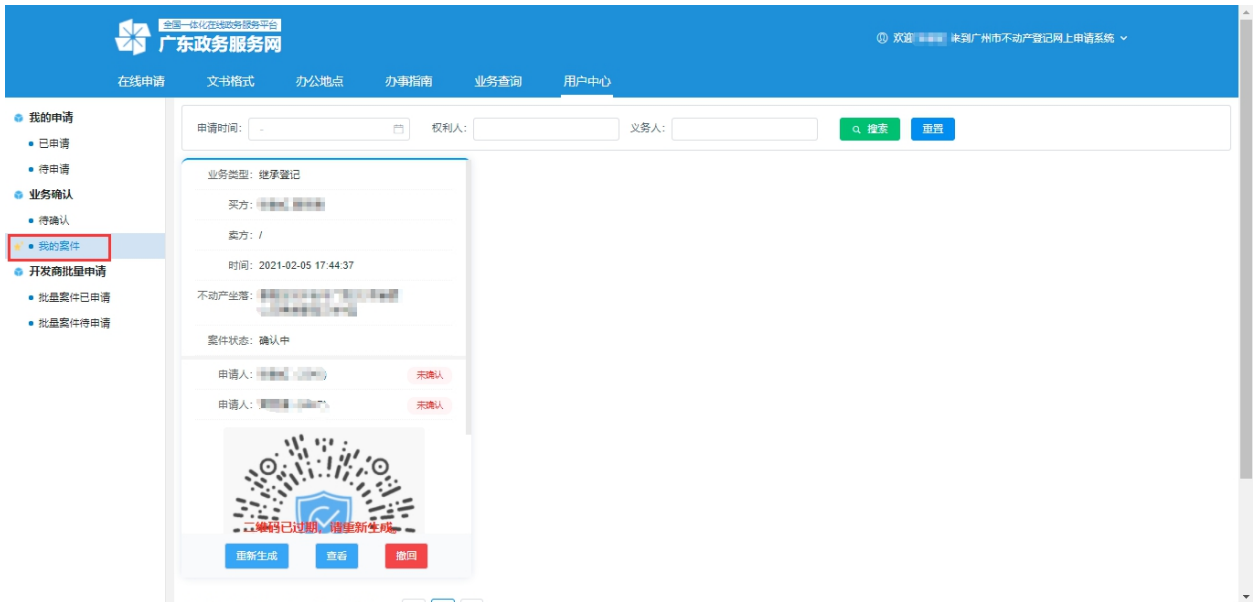 全国一体化在线政务服务平台
广东政务服务网
欢迎 来到广州市不动产登记网上申请系统
在线申请 文书格式 办公地点 办事指南 业务查询 用户中心
我的申请
已申请
待申请
业务确认
待确认
我的案件
开发商批量申请
批量案件已申请
批量案件待申请
申请时间： - 权利人： 义务人： 搜索 重置
业务类型：继承登记
买方：
卖方：/
时间：2021-02-05 17:44:37
不动产坐落：
案件状态：确认中
申请人： 未确认
申请人： 未确认
二维码已过期，请重新生成。
重新生成 查看 撤回